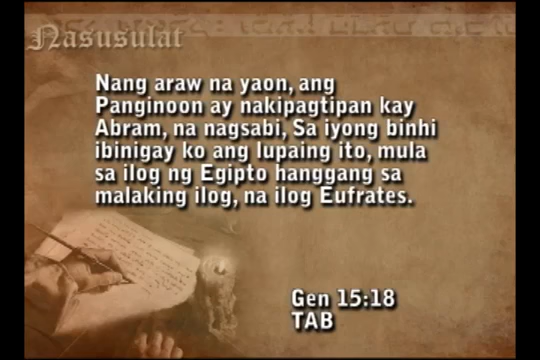 Nasusulat
Nang araw na yaon, ang
Panginoon ay nakipagtipan kay
Abram, na nagsabi, Sa iyong binhi
ibinigay ko ang lupaing ito, mula
sa ilog ng Egipto hanggang sa
malaking ilog, na ilog Eufrates.
Gen 15:18
TAB